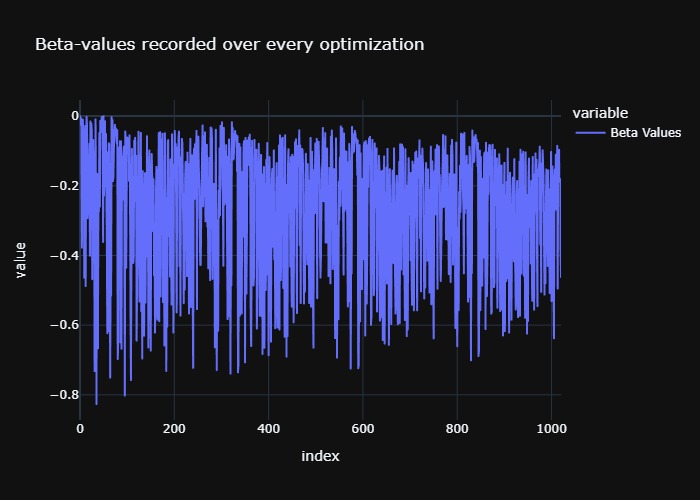 Beta-values recorded over every optimization
variable
Beta Values
0
−0.2
−0.4
−0.6
−0.8
value
0
200
400
600
800
1000
index